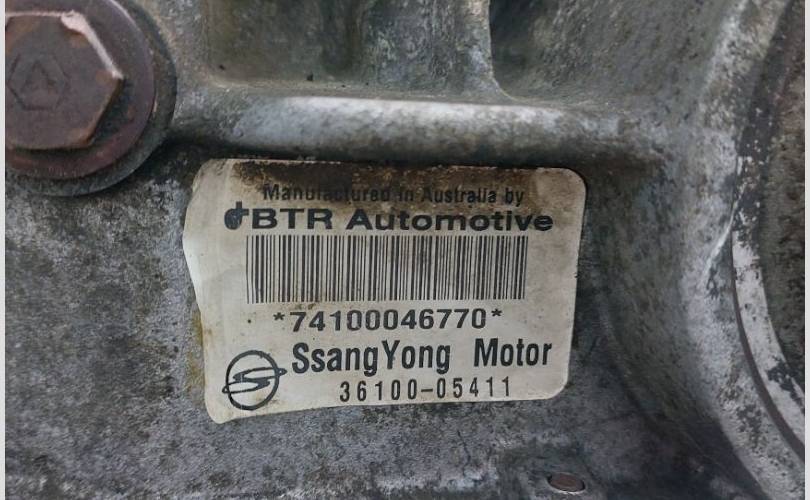 Manufactured in Australia by
BTR Automotive
*74100046770*
SsangYong Motor
36100-05411